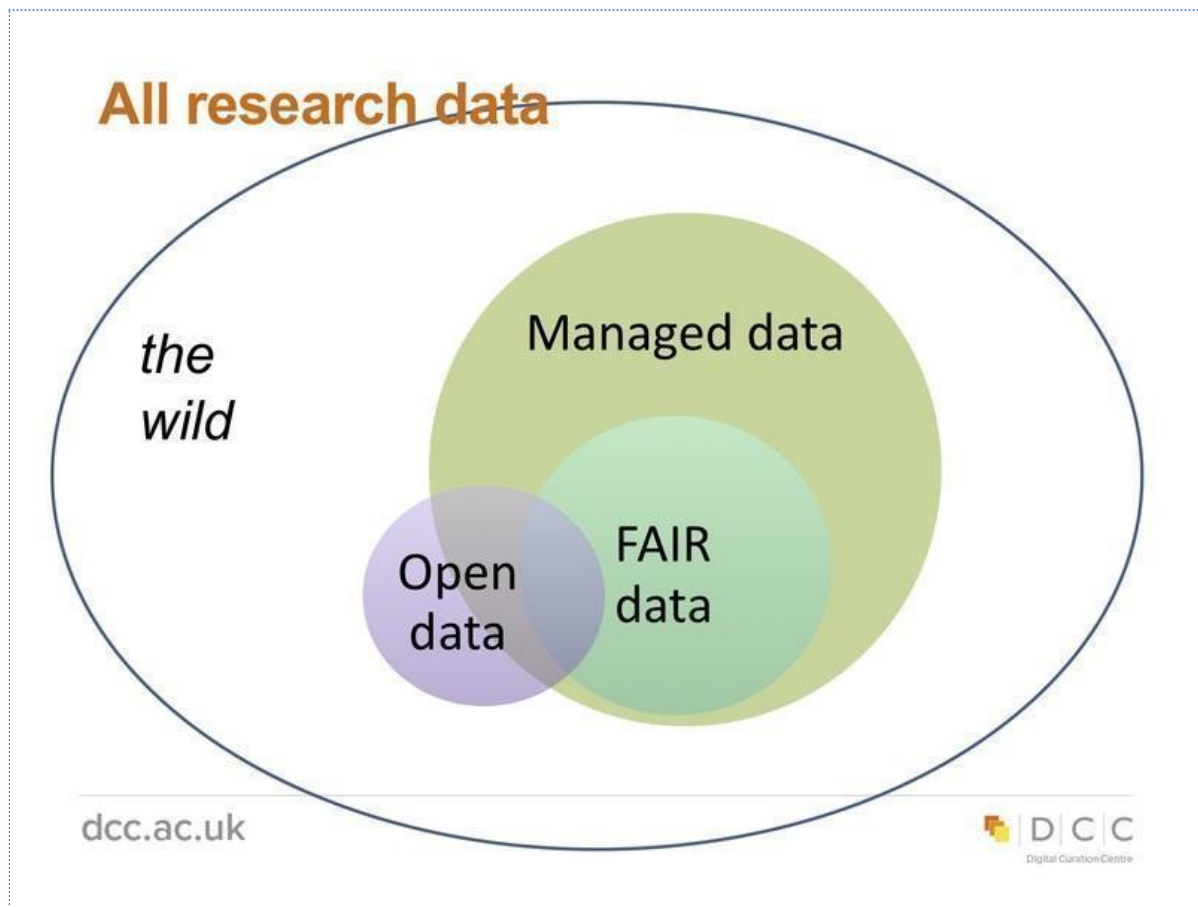 All research data
the
wild
Managed data
FAIR
data
Open
data
dcc.ac.uk
D|C|C
Digital Curation Centre